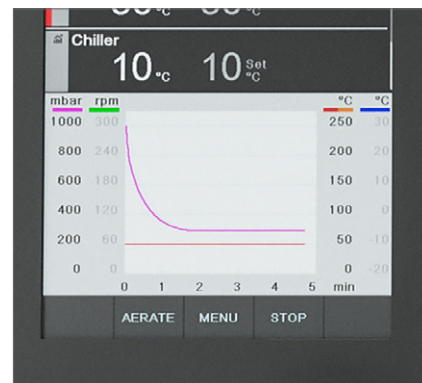 Chiller
10 °C 10 Set °C
mbar rpm °C °C
1000 300 250 30
800 240 200 20
600 180 150 10
400 120 100 0
200 60 50 -10
0 0 0 -20
0 1 2 3 4 5 min
AERATE MENU STOP